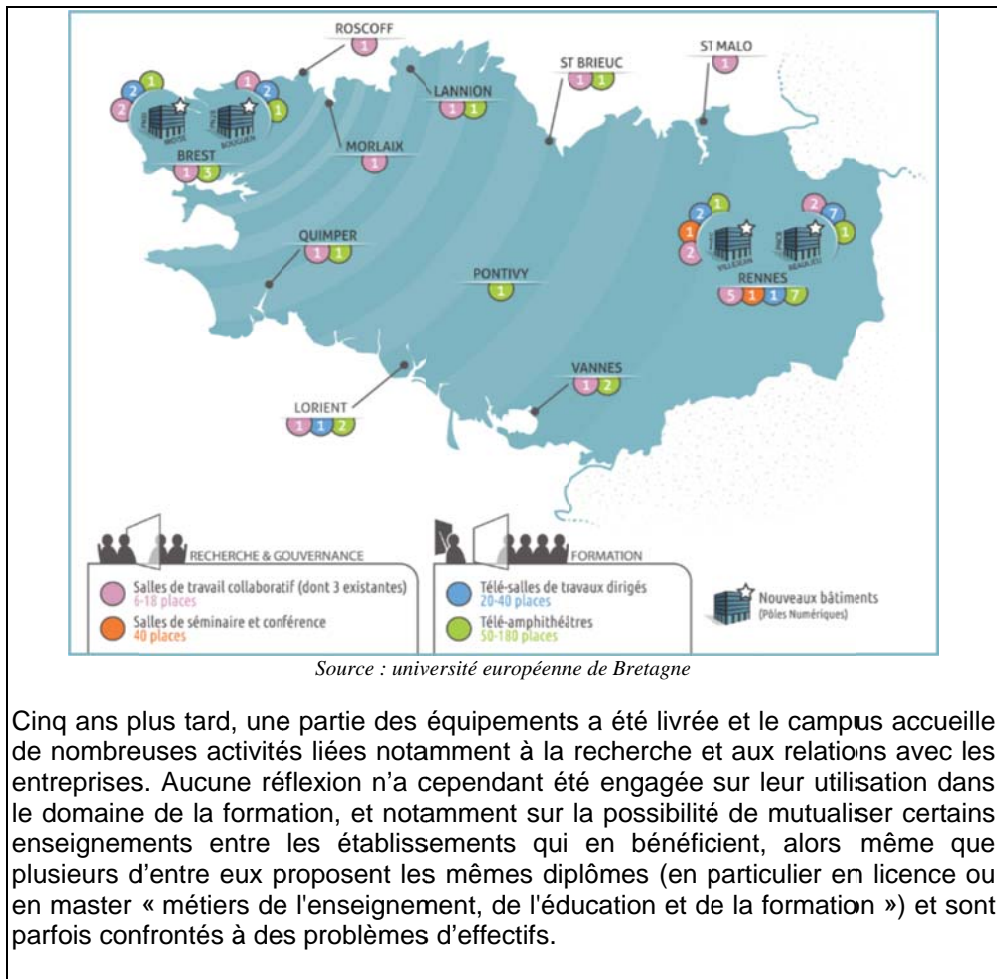 ROSCOFF
1
ST MALO
1
ST BRIEUC
1 1
LANNION
1 1
1
2
2
1
2
1
BREST
1 3
MORLAIX
1
QUIMPER
1 1
PONTIVY
1
1
2
1
2
VILLEJEAN
2
7
1
BEAULIEU
RENNES
5 1 1 7
VANNES
1 2
LORIENT
1 1 2
RECHERCHE & GOUVERNANCE
Salles de travail collaboratif (dont 3 existantes)
6-18 places
Salles de séminaire et conférence
40 places
FORMATION
Télé-salles de travaux dirigés
20-40 places
Télé-amphithéâtres
50-180 places
Nouveaux bâtiments
(Pôles Numériques)
Source : université européenne de Bretagne
Cinq ans plus tard, une partie des équipements a été livrée et le campus accueille
de nombreuses activités liées notamment à la recherche et aux relations avec les
entreprises. Aucune réflexion n'a cependant été engagée sur leur utilisation dans
le domaine de la formation, et notamment sur la possibilité de mutualiser certains
enseignements entre les établissements qui en bénéficient, alors même que
plusieurs d'entre eux proposent les mêmes diplômes (en particulier en licence ou
en master « métiers de l'enseignement, de l'éducation et de la formation ») et sont
parfois confrontés à des problèmes d'effectifs.